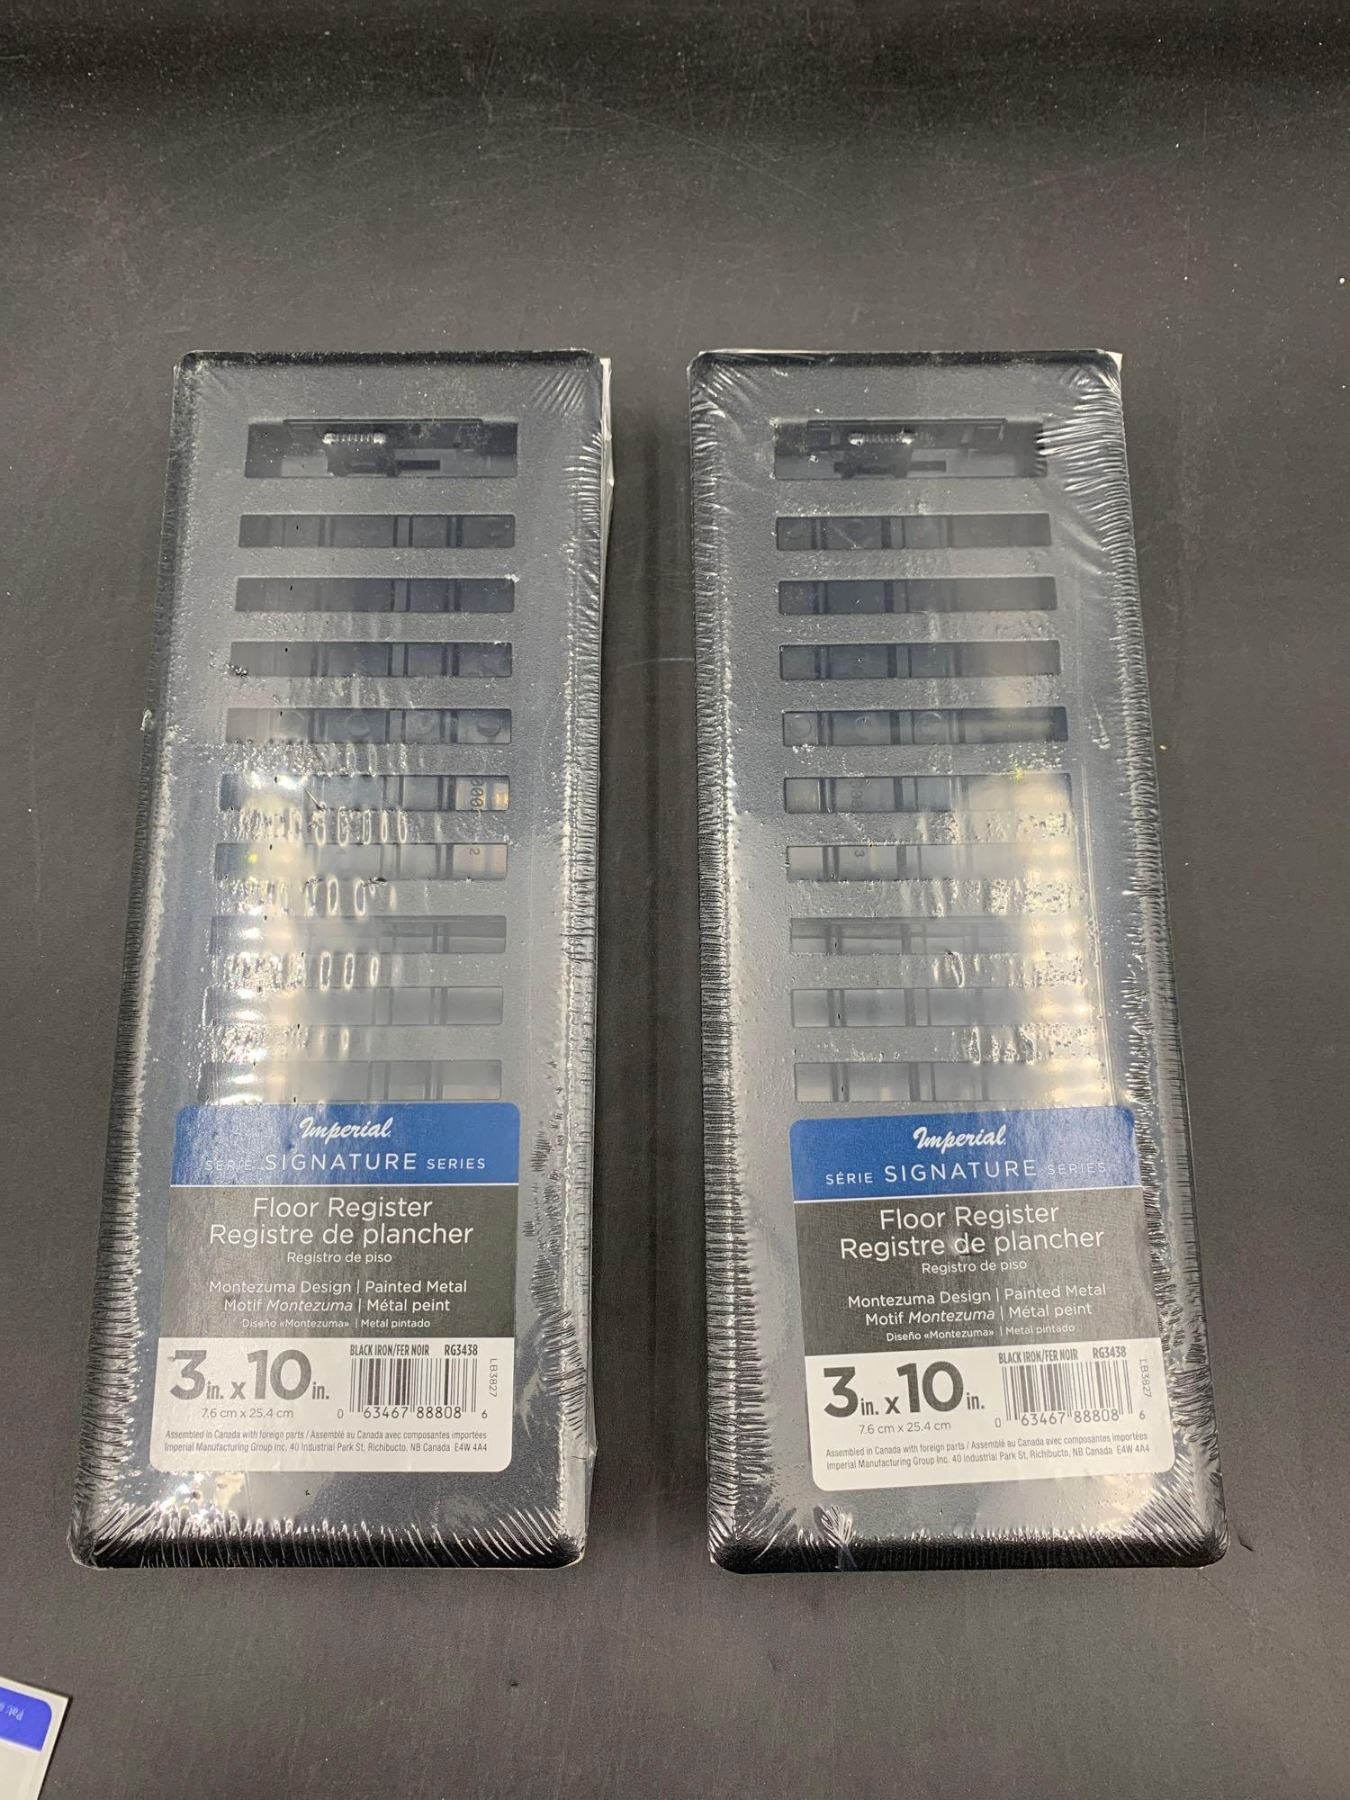 Imperial
SÉRIE SIGNATURE SERIES
Floor Register
Registre de plancher
Registro de piso
Montezuma Design | Painted Metal
Motif Montezuma | Métal peint
Diseño «Montezuma» | Metal pintado
BLACK IRON/FER NOIR RG3438
3in. x 10in.
7.6 cm x 25.4 cm
LB3827
0 63467 88808 6
Assembled in Canada with foreign parts / Assemblé au Canada avec composantes importées
Imperial Manufacturing Group Inc. 40 Industrial Park St, Richibucto, NB Canada E4W 4A4
Imperial
SÉRIE SIGNATURE SERIES
Floor Register
Registre de plancher
Registro de piso
Montezuma Design | Painted Metal
Motif Montezuma | Métal peint
Diseño «Montezuma» | Metal pintado
BLACK IRON/FER NOIR RG3438
3in. x 10in.
7.6 cm x 25.4 cm
LB3827
0 63467 88808 6
Assembled in Canada with foreign parts / Assemblé au Canada avec composantes importées
Imperial Manufacturing Group Inc. 40 Industrial Park St, Richibucto, NB Canada E4W 4A4